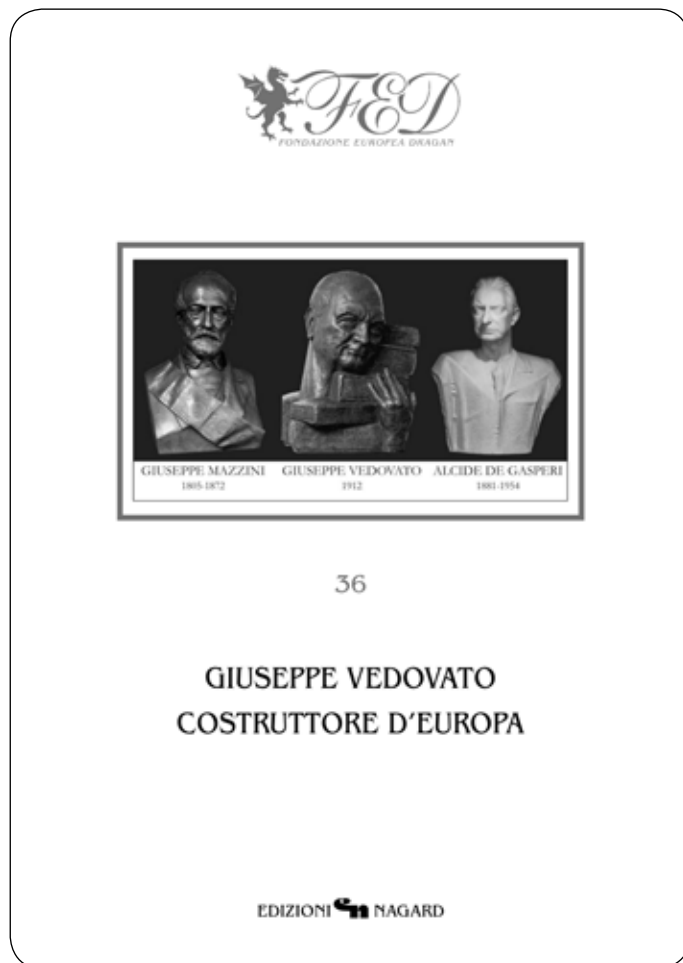 FED
FONDAZIONE EUROPEA DRAGAN
GIUSEPPE MAZZINI
1805-1872
GIUSEPPE VEDOVATO
1912
ALCIDE DE GASPERI
1881-1954
36
GIUSEPPE VEDOVATO
COSTRUTTORE D'EUROPA
EDIZIONI NAGARD